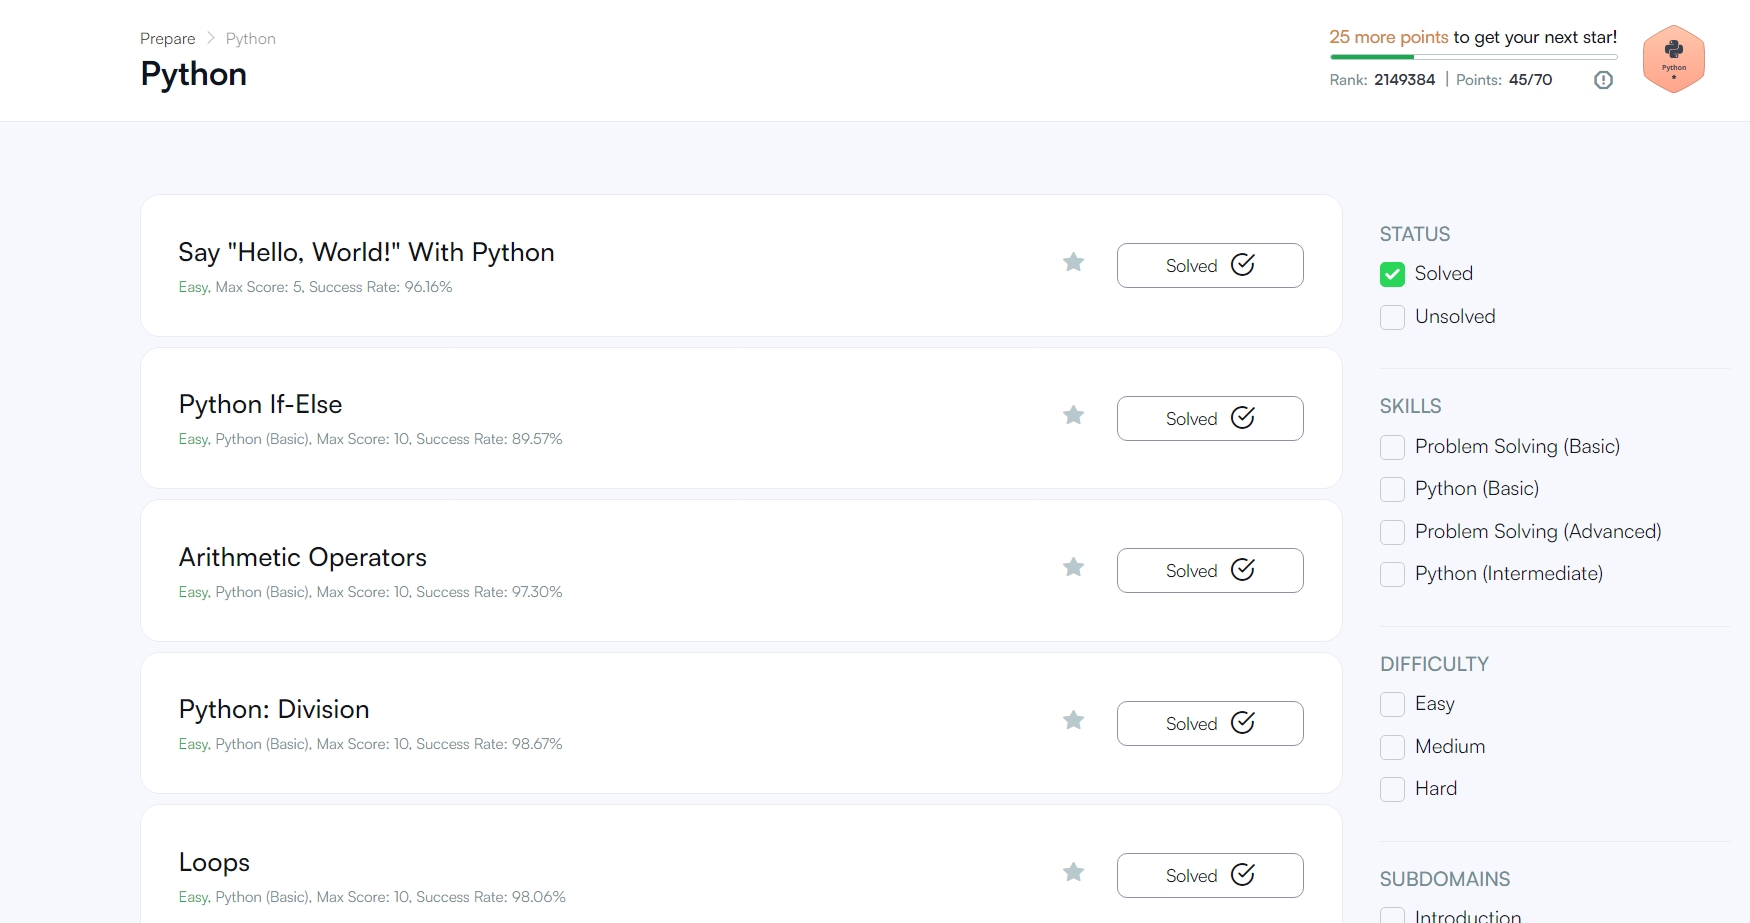 Prepare > Python
Python
25 more points to get your next star!
Rank: 2149384 | Points: 45/70
Python
Say "Hello, World!" With Python
Easy, Max Score: 5, Success Rate: 96.16%
Solved
Python If-Else
Easy, Python (Basic), Max Score: 10, Success Rate: 89.57%
Solved
Arithmetic Operators
Easy, Python (Basic), Max Score: 10, Success Rate: 97.30%
Solved
Python: Division
Easy, Python (Basic), Max Score: 10, Success Rate: 98.67%
Solved
Loops
Easy, Python (Basic), Max Score: 10, Success Rate: 98.06%
Solved
STATUS
Solved
Unsolved
SKILLS
Problem Solving (Basic)
Python (Basic)
Problem Solving (Advanced)
Python (Intermediate)
DIFFICULTY
Easy
Medium
Hard
SUBDOMAINS
Introduction